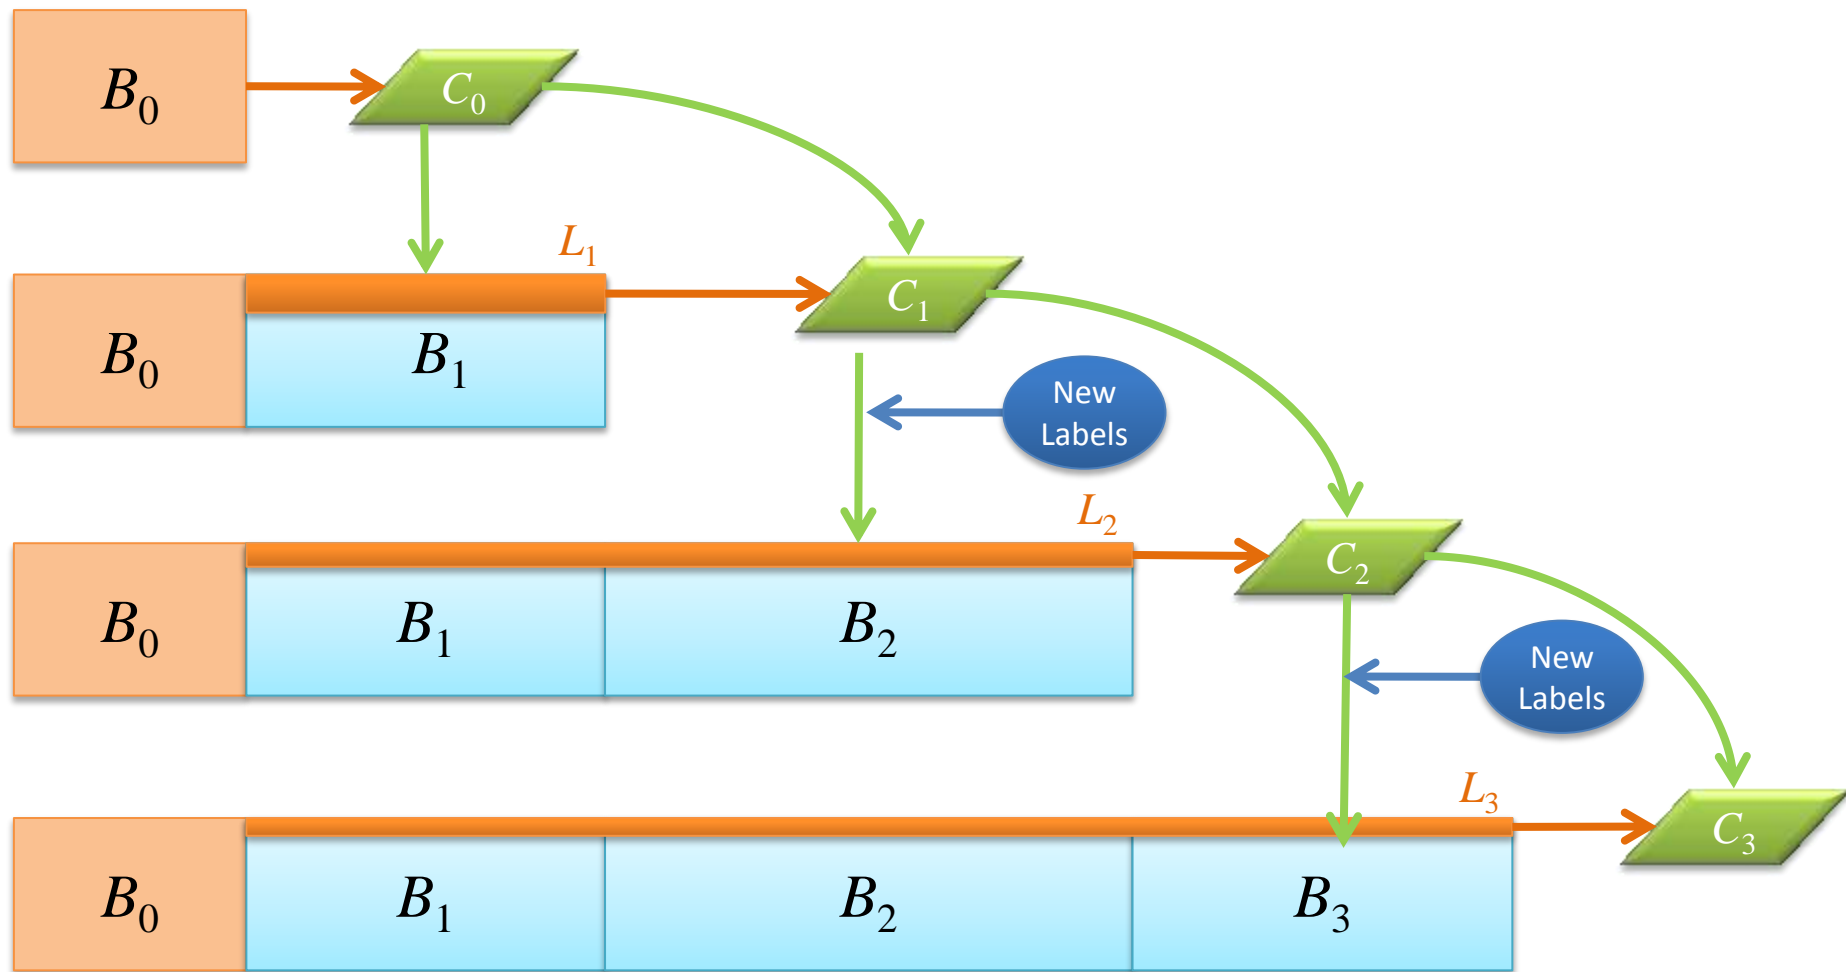 B₀
C₀
L₁
C₁
B₀
B₁
New
Labels
L₂
C₂
B₀
B₁
B₂
New
Labels
L₃
C₃
B₀
B₁
B₂
B₃